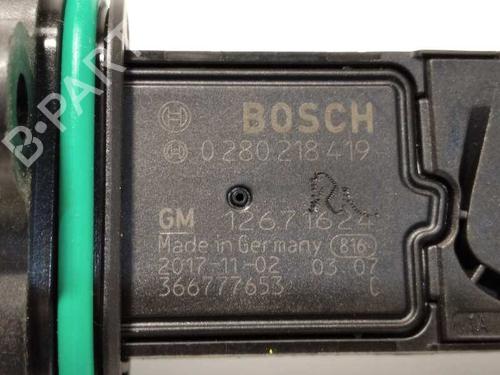 BOSCH
0 280 218 419
GM 12671624
Made in Germany 816
2017-11-02 03 07
366777653 C
B-PART